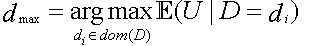 d_max = arg max_{d_i ∈ dom(D)} 𝔼(U | D = d_i)